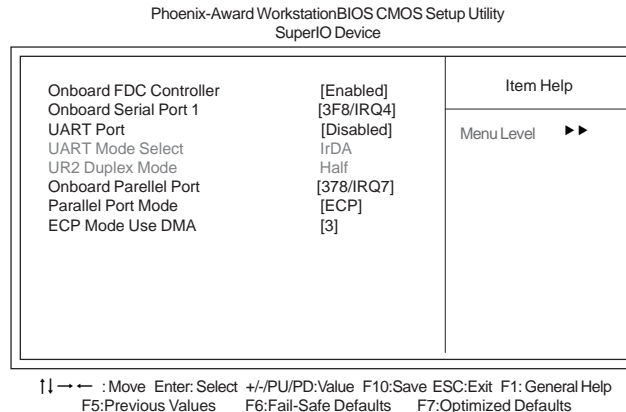 Phoenix-Award WorkstationBIOS CMOS Setup Utility
SuperIO Device
Onboard FDC Controller [Enabled]
Onboard Serial Port 1 [3F8/IRQ4]
UART Port [Disabled]
UART Mode Select IrDA
UR2 Duplex Mode Half
Onboard Parellel Port [378/IRQ7]
Parallel Port Mode [ECP]
ECP Mode Use DMA [3]
Item Help
Menu Level ►►
↑↓→← : Move Enter: Select +/-/PU/PD:Value F10:Save ESC:Exit F1: General Help
F5:Previous Values F6:Fail-Safe Defaults F7:Optimized Defaults